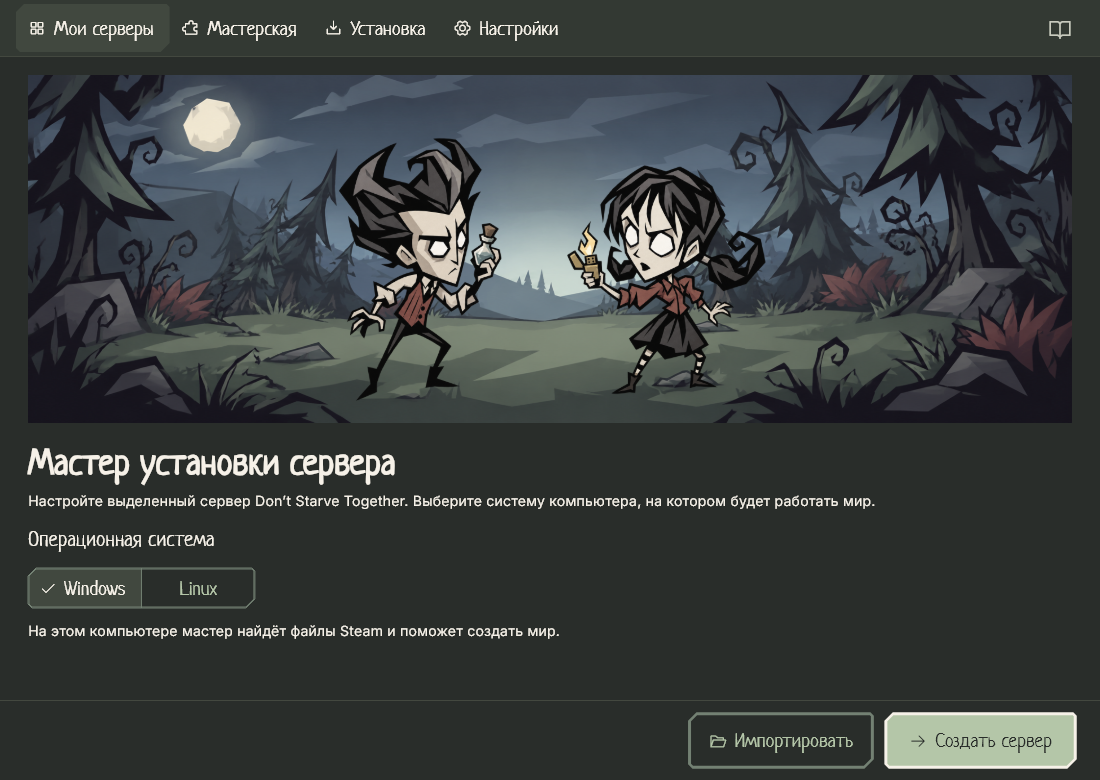 Мои серверы
Мастерская
Установка
Настройки
Мастер установки сервера
Настройте выделенный сервер Don’t Starve Together. Выберите систему компьютера, на котором будет работать мир.
Операционная система
Windows
Linux
На этом компьютере мастер найдёт файлы Steam и поможет создать мир.
Импортировать
Создать сервер